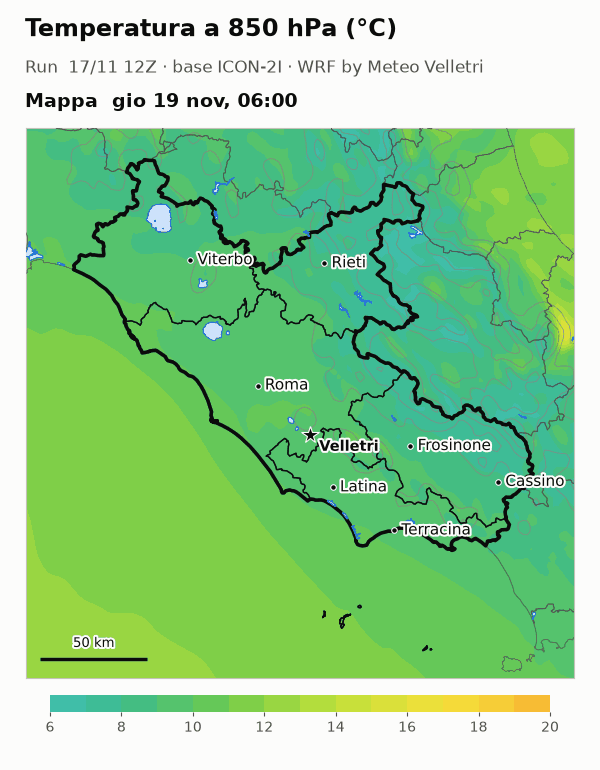 Temperatura a 850 hPa (°C)
Run  17/11 12Z · base ICON-2I · WRF by Meteo Velletri
Mappa  gio 19 nov, 06:00
Viterbo
Rieti
Roma
Velletri
Frosinone
Latina
Cassino
Terracina
50 km
6 8 10 12 14 16 18 20